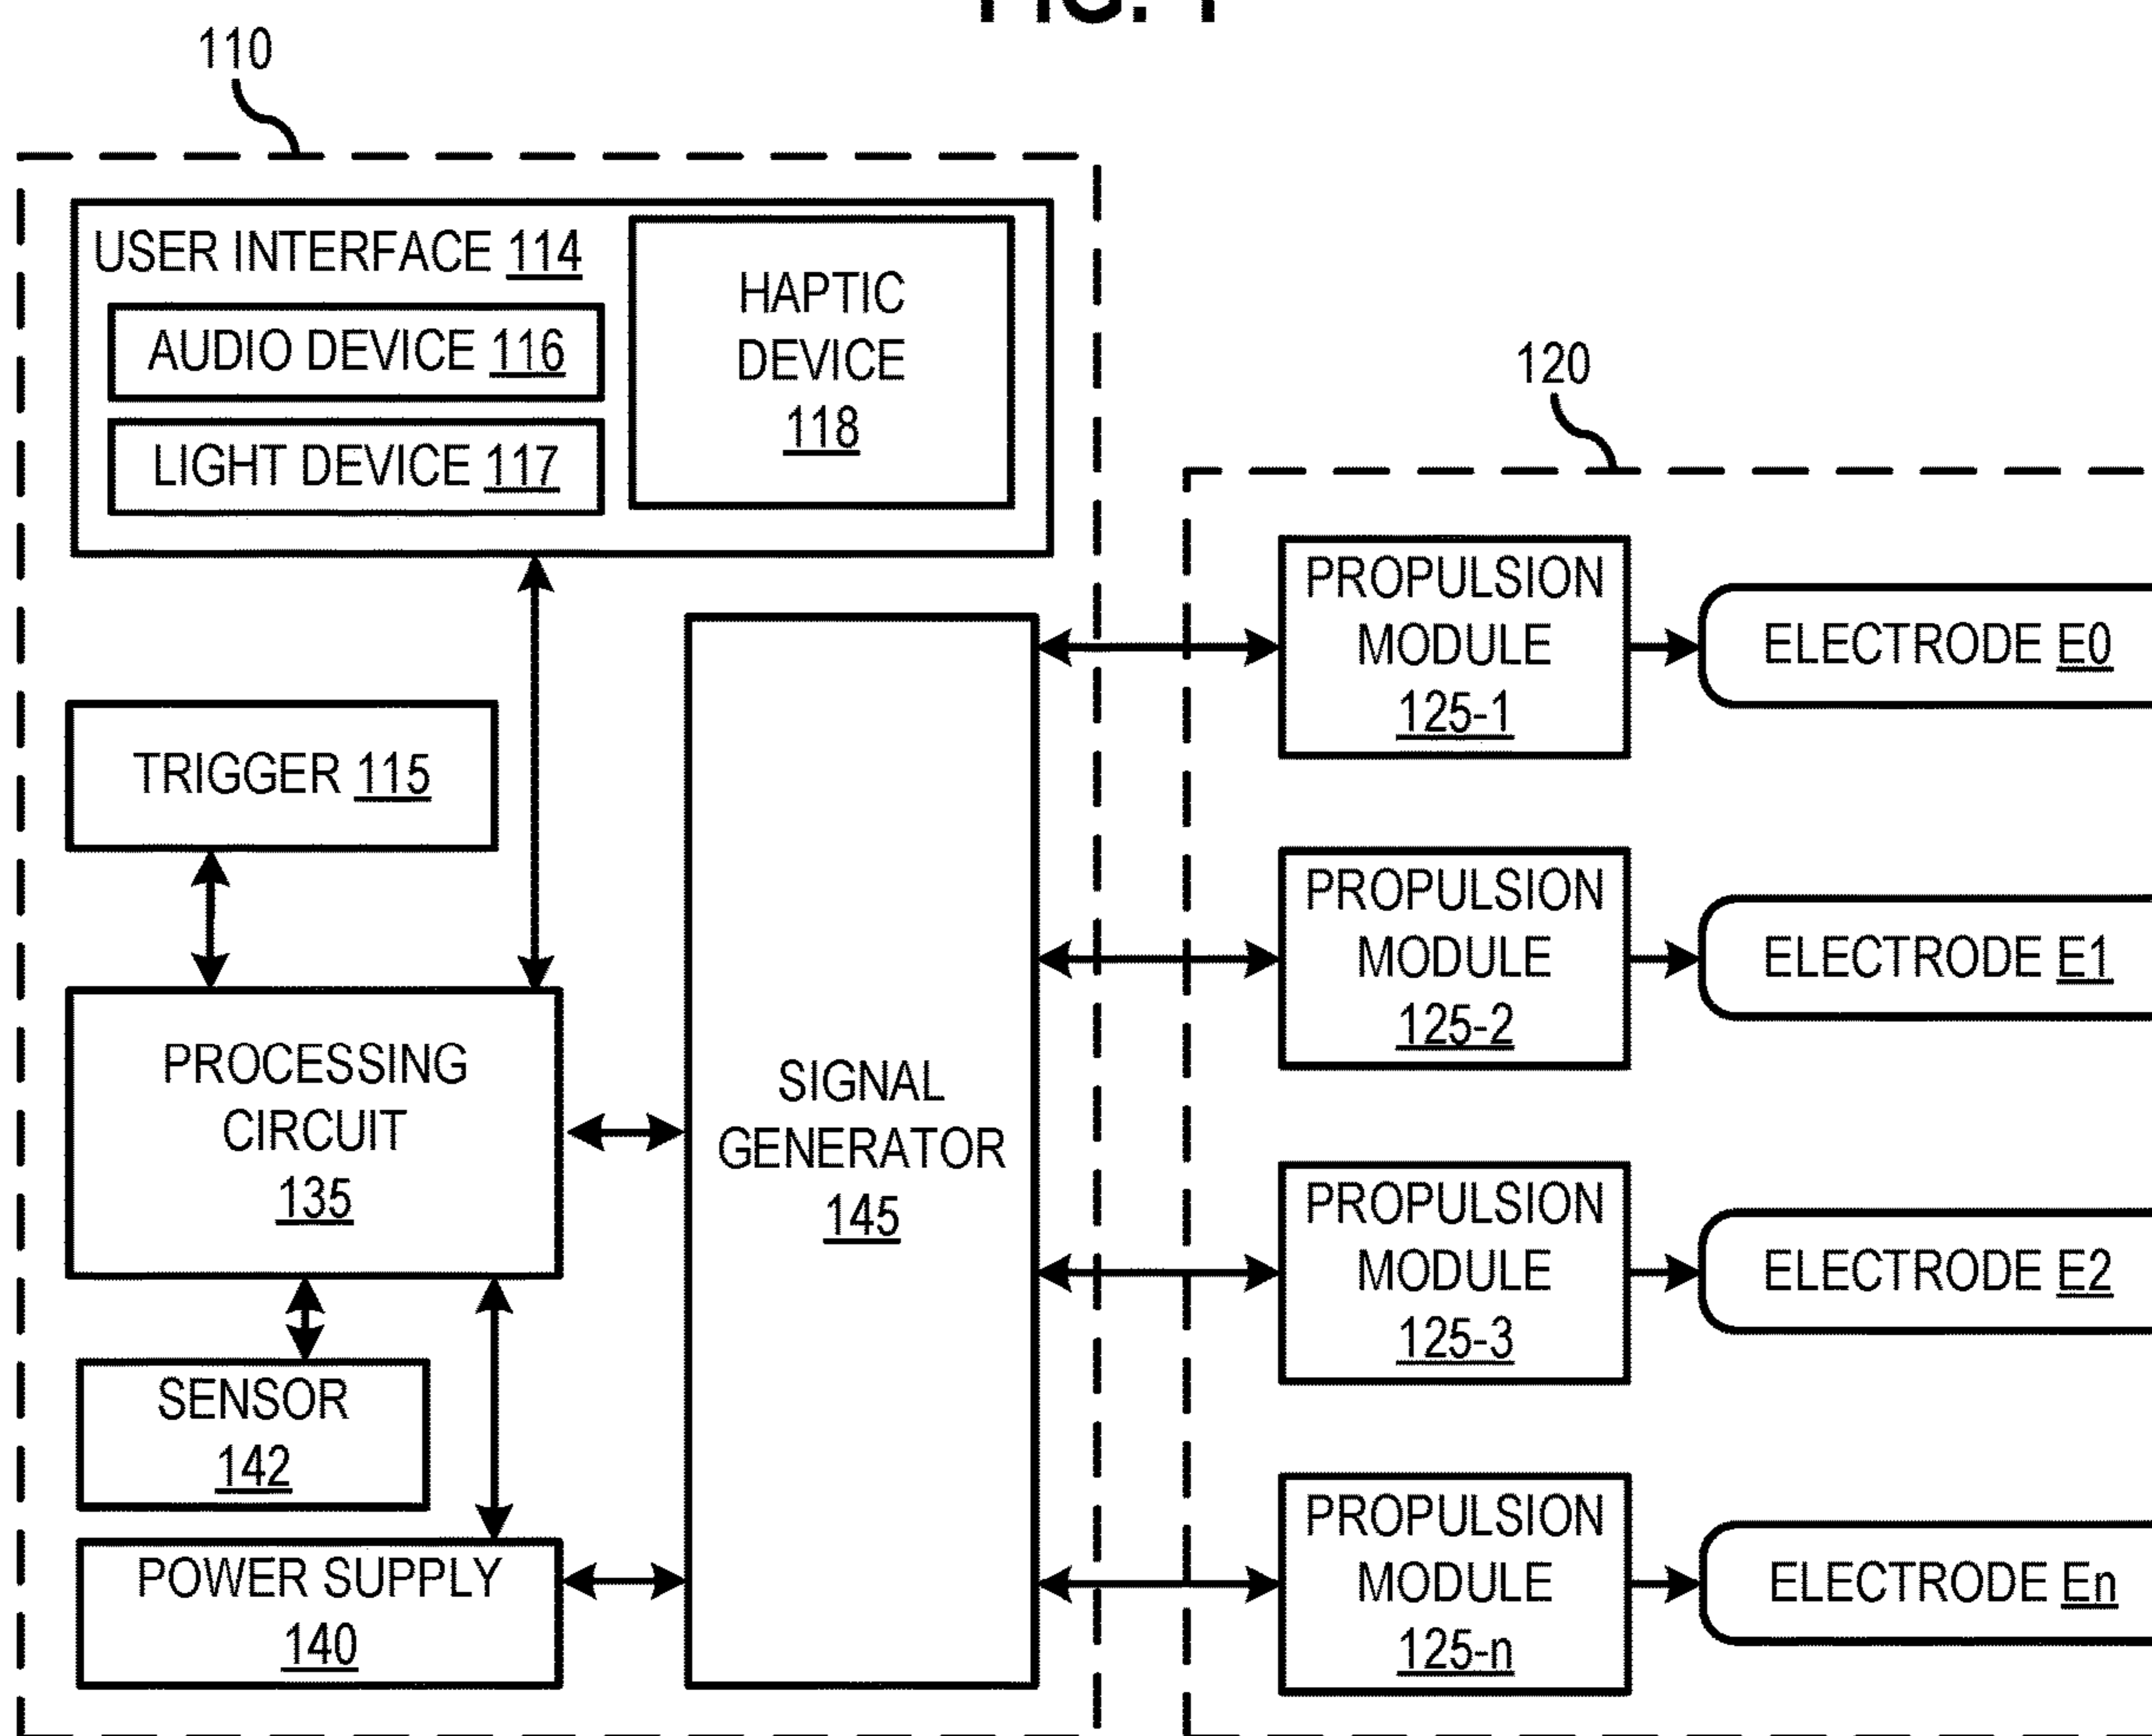 110
USER INTERFACE 114
AUDIO DEVICE 116
LIGHT DEVICE 117
HAPTIC
DEVICE
118
TRIGGER 115
PROCESSING
CIRCUIT
135
SENSOR
142
POWER SUPPLY
140
SIGNAL
GENERATOR
145
120
PROPULSION
MODULE
125-1
ELECTRODE E0
PROPULSION
MODULE
125-2
ELECTRODE E1
PROPULSION
MODULE
125-3
ELECTRODE E2
PROPULSION
MODULE
125-n
ELECTRODE En